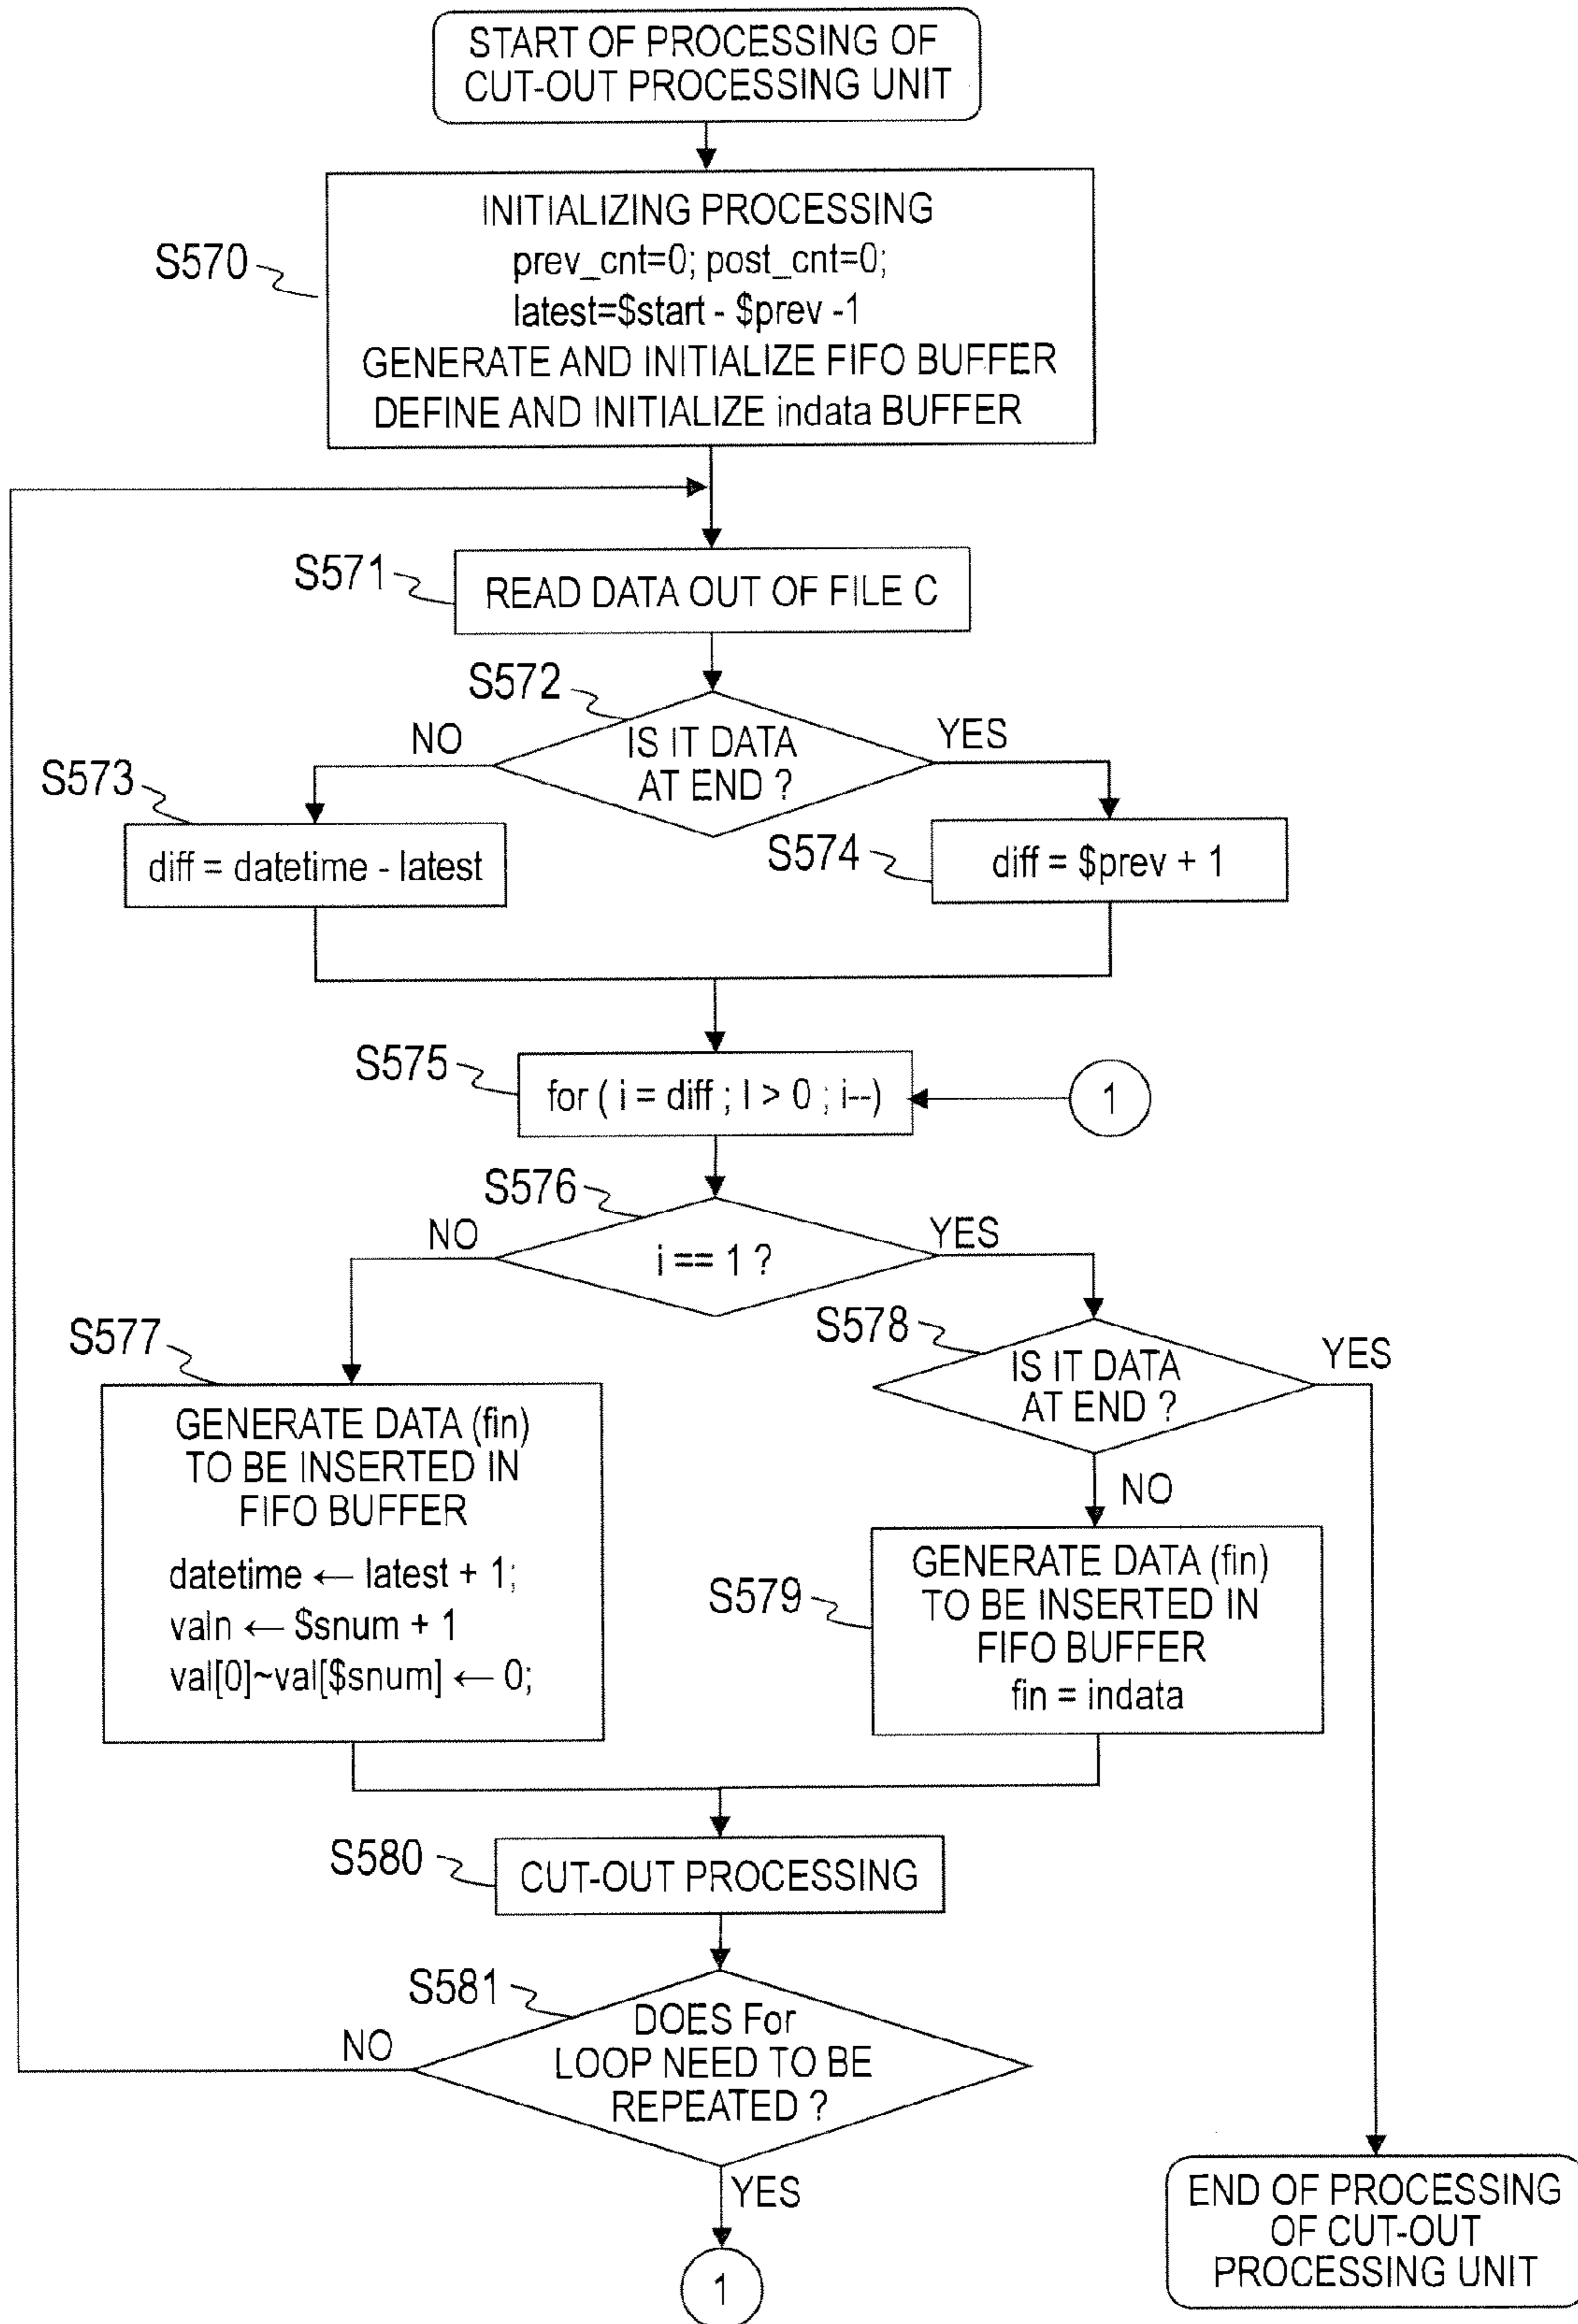 START OF PROCESSING OF
CUT-OUT PROCESSING UNIT
S570
INITIALIZING PROCESSING
prev_cnt=0; post_cnt=0;
latest=$start - $prev -1
GENERATE AND INITIALIZE FIFO BUFFER
DEFINE AND INITIALIZE indata BUFFER
S571
READ DATA OUT OF FILE C
S572
IS IT DATA
AT END ?
NO
YES
S573
diff = datetime - latest
S574
diff = $prev + 1
S575
for ( i = diff ; I > 0 ; i--)
1
S576
i == 1 ?
NO
YES
S577
GENERATE DATA (fin)
TO BE INSERTED IN
FIFO BUFFER
datetime ← latest + 1;
valn ← $snum + 1
val[0]~val[$snum] ← 0;
S578
IS IT DATA
AT END ?
YES
NO
S579
GENERATE DATA (fin)
TO BE INSERTED IN
FIFO BUFFER
fin = indata
S580
CUT-OUT PROCESSING
S581
DOES For
LOOP NEED TO BE
REPEATED ?
NO
YES
1
END OF PROCESSING
OF CUT-OUT
PROCESSING UNIT